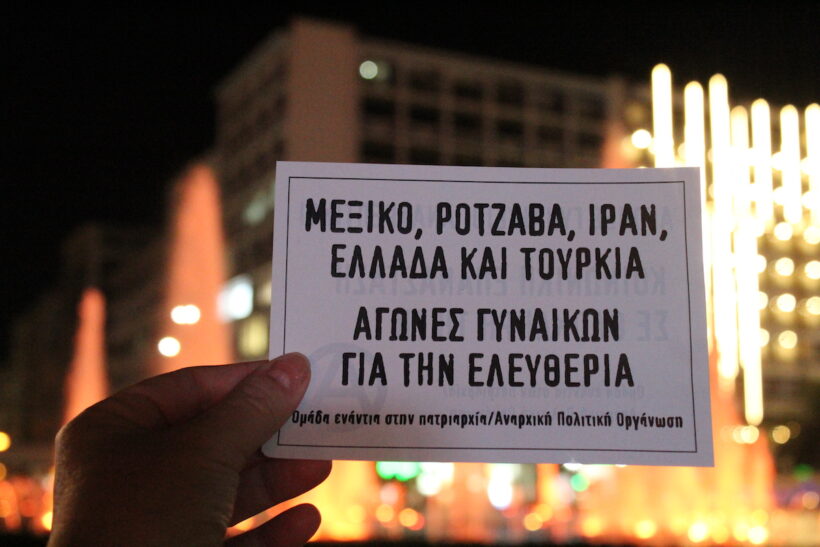 ΜΕΞΙΚΟ, ΡΟΤΖΑΒΑ, ΙΡΑΝ,
ΕΛΛΑΔΑ ΚΑΙ ΤΟΥΡΚΙΑ
ΑΓΩΝΕΣ ΓΥΝΑΙΚΩΝ
ΓΙΑ ΤΗΝ ΕΛΕΥΘΕΡΙΑ
Ομάδα ενάντια στην πατριαρχία/Αναρχική Πολιτική Οργάνωση